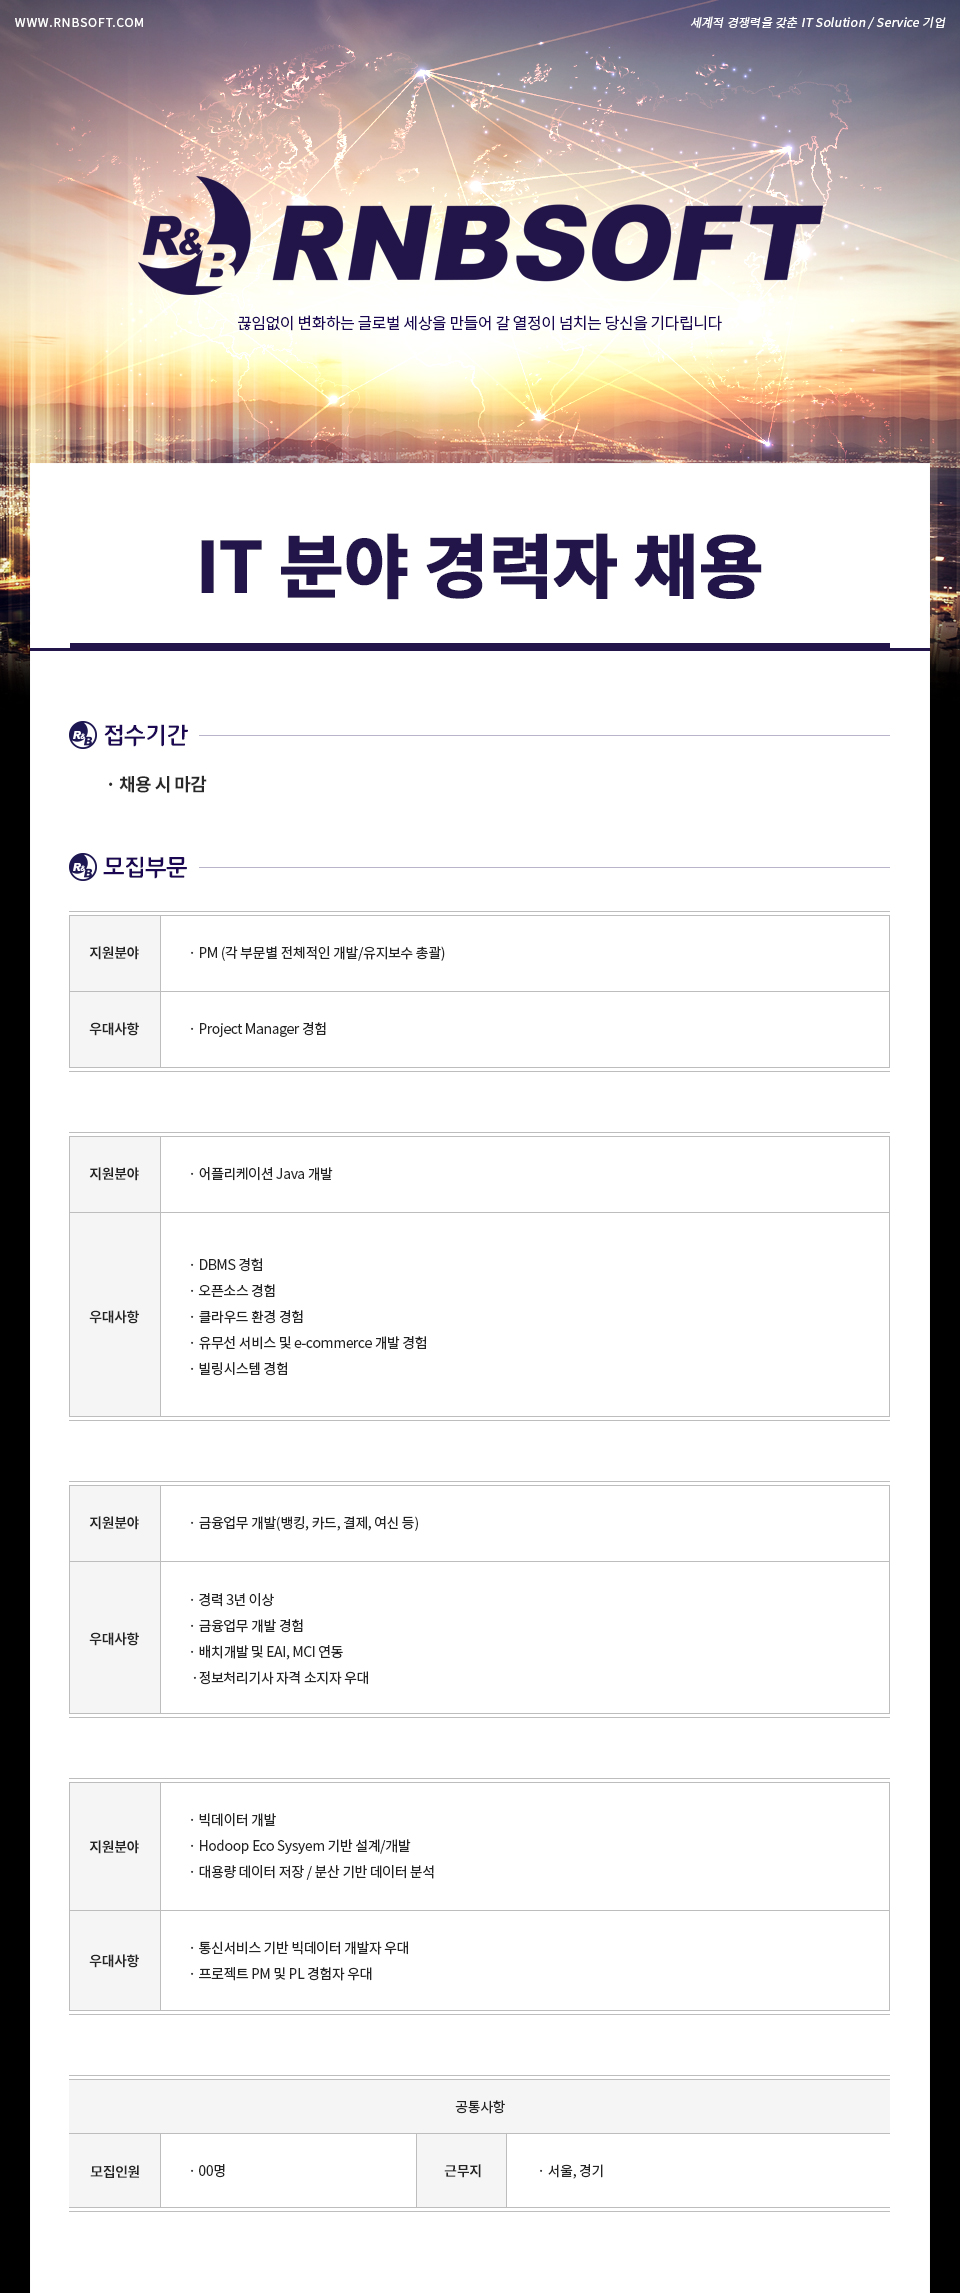 WWW.RNBSOFT.COM
세계적 경쟁력을 갖춘 IT Solution / Service 기업
R&B RNBSOFT
끊임없이 변화하는 글로벌 세상을 만들어 갈 열정이 넘치는 당신을 기다립니다
IT 분야 경력자 채용
R&B 접수기간
· 채용 시 마감
R&B 모집부문
지원분야
· PM (각 부문별 전체적인 개발/유지보수 총괄)
우대사항
· Project Manager 경험
지원분야
· 어플리케이션 Java 개발
우대사항
· DBMS 경험
· 오픈소스 경험
· 클라우드 환경 경험
· 유무선 서비스 및 e-commerce 개발 경험
· 빌링시스템 경험
지원분야
· 금융업무 개발(뱅킹, 카드, 결제, 여신 등)
우대사항
· 경력 3년 이상
· 금융업무 개발 경험
· 배치개발 및 EAI, MCI 연동
·정보처리기사 자격 소지자 우대
지원분야
· 빅데이터 개발
· Hodoop Eco Sysyem 기반 설계/개발
· 대용량 데이터 저장 / 분산 기반 데이터 분석
우대사항
· 통신서비스 기반 빅데이터 개발자 우대
· 프로젝트 PM 및 PL 경험자 우대
공통사항
모집인원
· 00명
근무지
· 서울, 경기